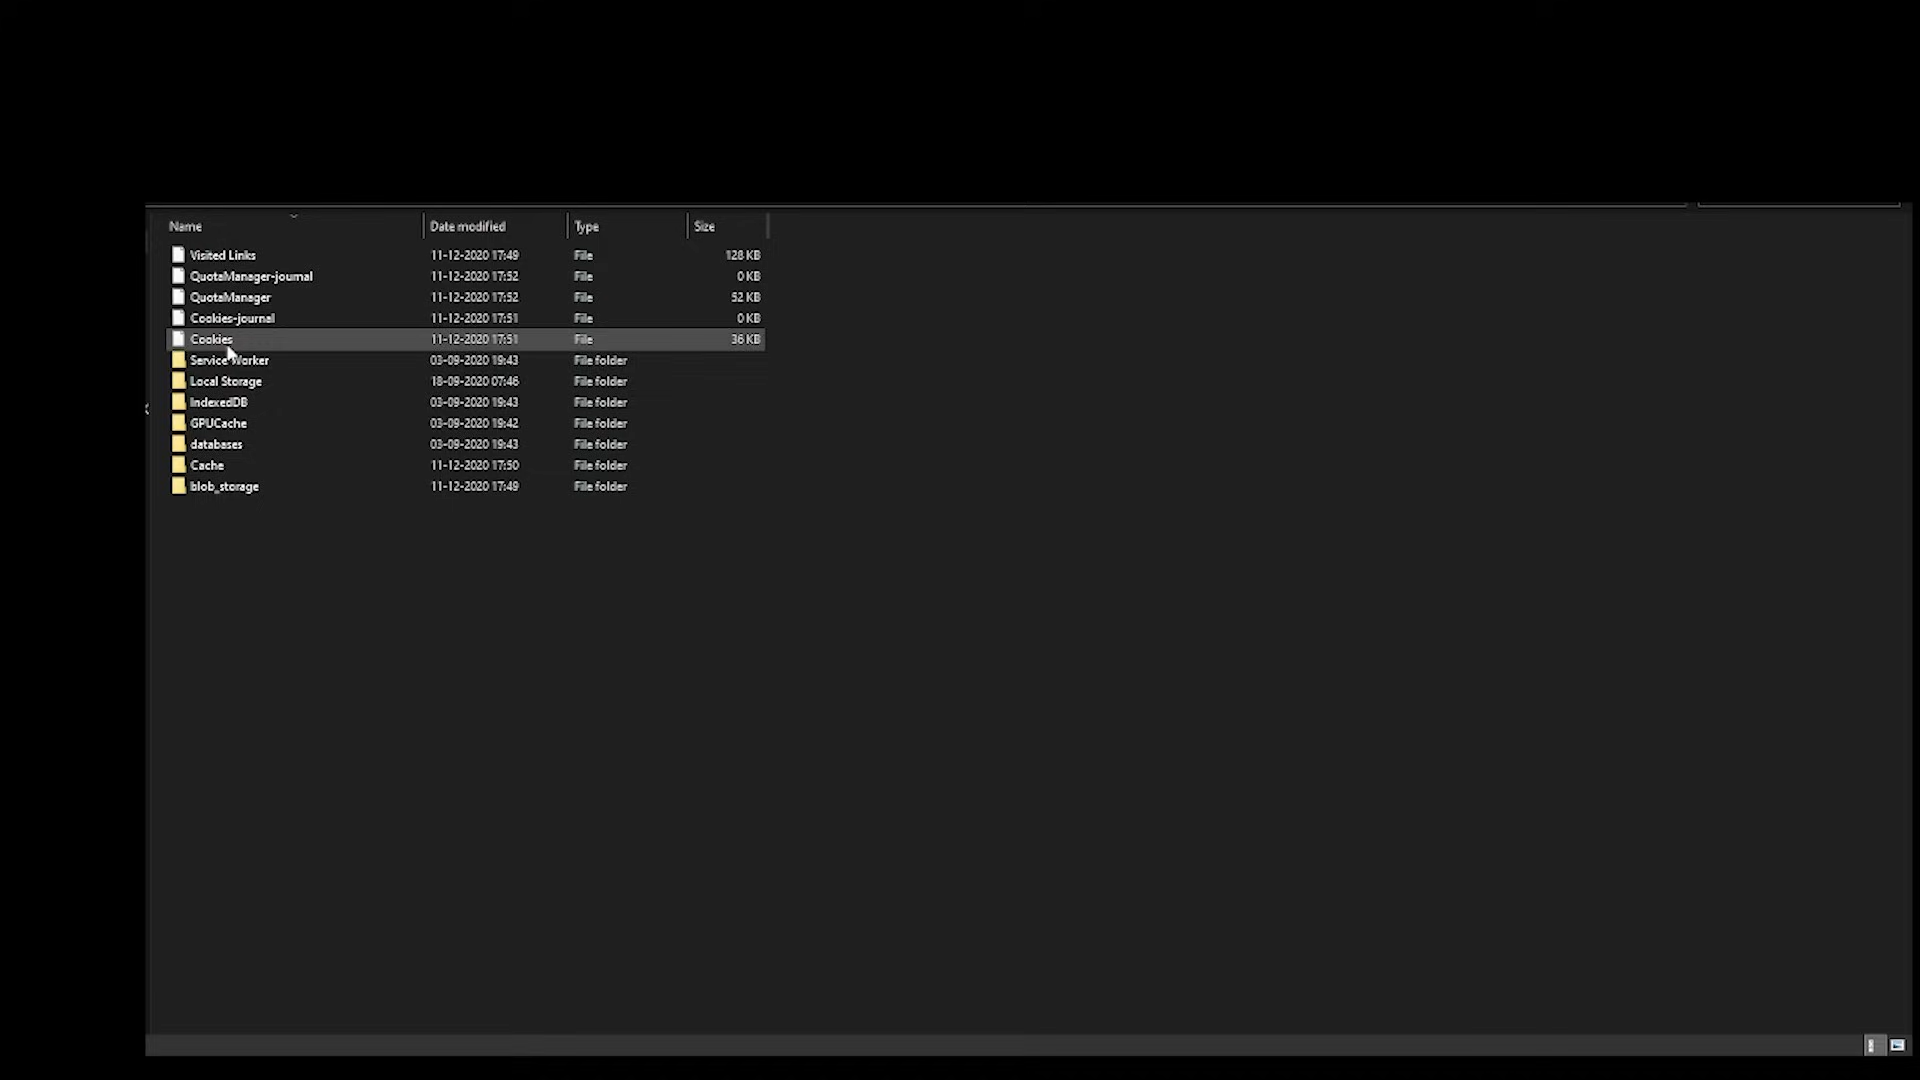 Name Date modified Type Size
Visited Links 11-12-2020 17:49 File 128 KB
QuotaManager-journal 11-12-2020 17:52 File 0 KB
QuotaManager 11-12-2020 17:52 File 52 KB
Cookies-journal 11-12-2020 17:51 File 0 KB
Cookies 11-12-2020 17:51 File 36 KB
Service Worker 03-09-2020 19:43 File folder
Local Storage 18-09-2020 07:46 File folder
IndexedDB 03-09-2020 19:43 File folder
GPUCache 03-09-2020 19:42 File folder
databases 03-09-2020 19:43 File folder
Cache 11-12-2020 17:50 File folder
blob_storage 11-12-2020 17:49 File folder